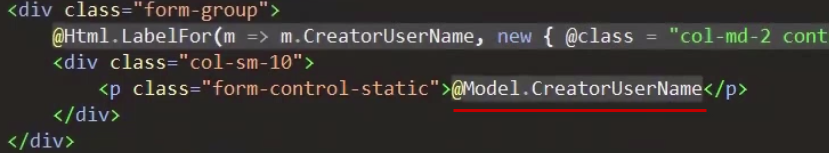 <div class="form-group">
@Html.LabelFor(m => m.CreatorUserName, new { @class = "col-md-2 cont
<div class="col-sm-10">
<p class="form-control-static">@Model.CreatorUserName</p>
</div>
</div>